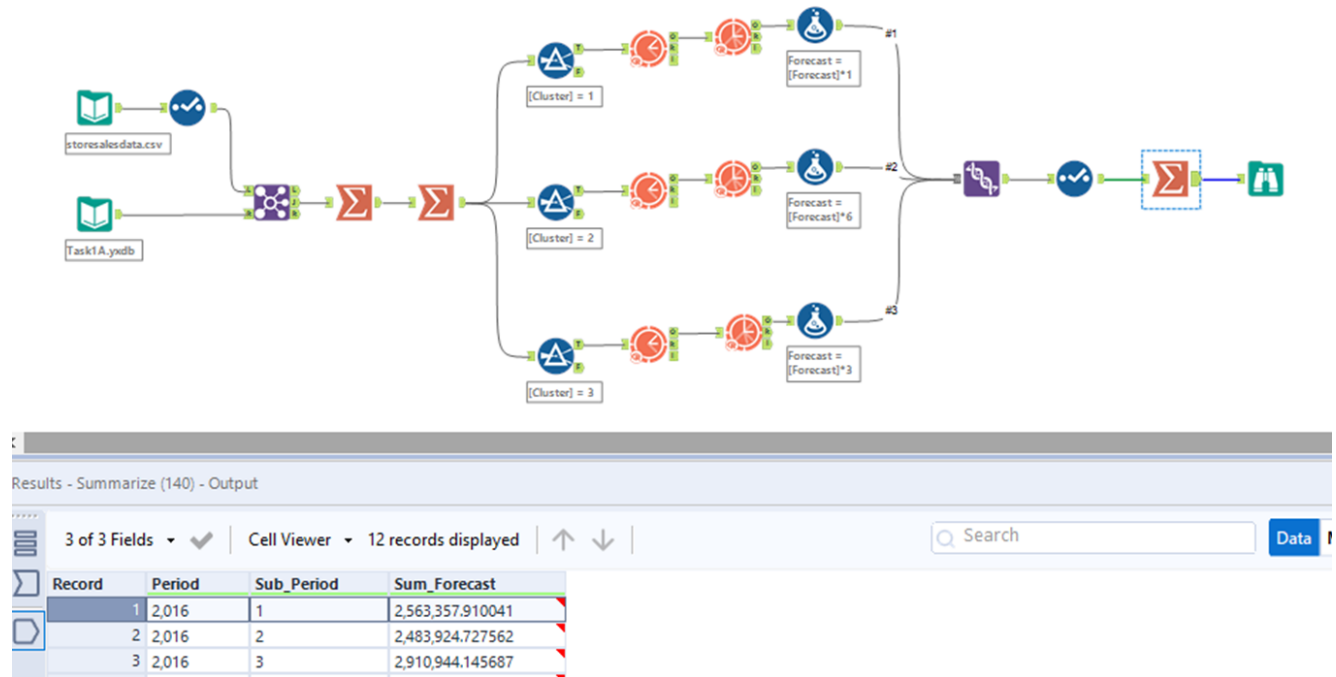 #1
Forecast =
[Forecast]*1
[Cluster] = 1
storesalesdata.csv
#2
Forecast =
[Forecast]*6
[Cluster] = 2
Task1A.yxdb
#3
Forecast =
[Forecast]*3
[Cluster] = 3
Results - Summarize (140) - Output
3 of 3 Fields Cell Viewer 12 records displayed Search Data
Record Period Sub_Period Sum_Forecast
1 2,016 1 2,563,357.910041
2 2,016 2 2,483,924.727562
3 2,016 3 2,910,944.145687